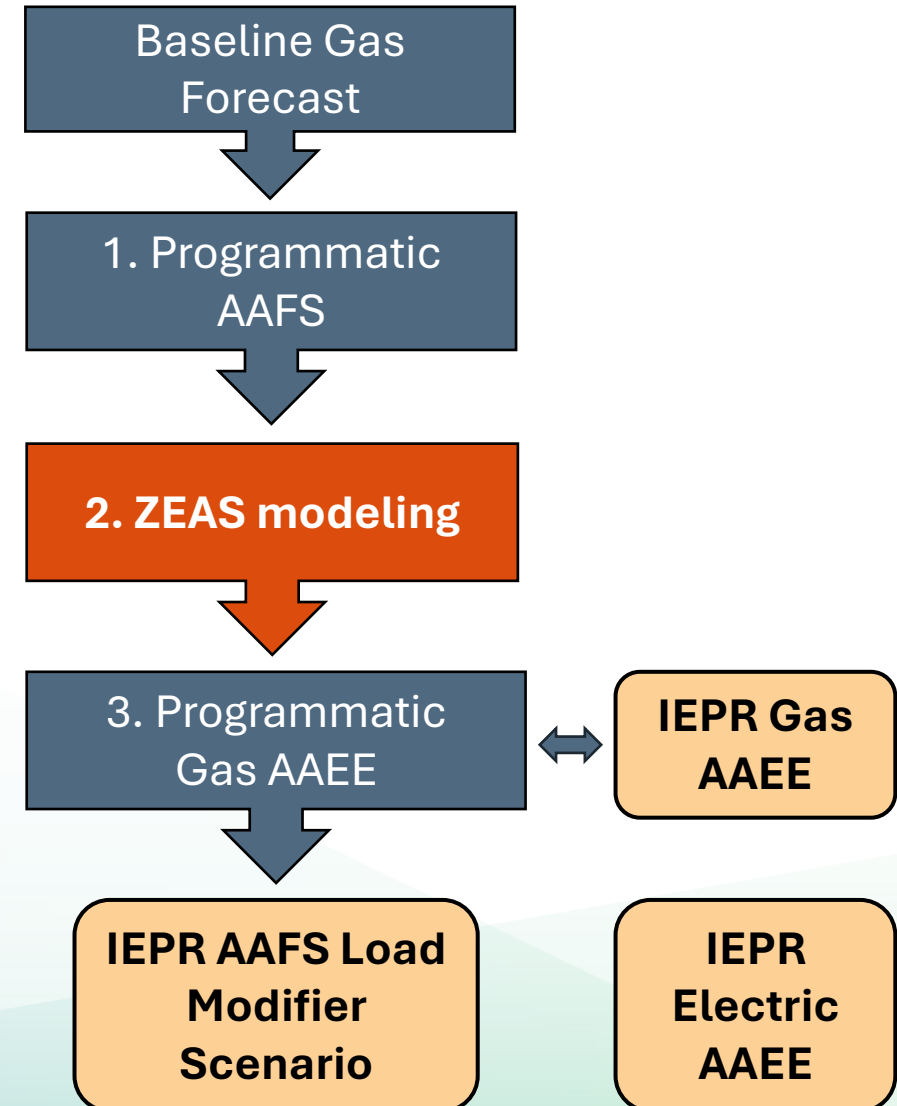 Baseline Gas
Forecast
1. Programmatic
AAFS
2. ZEAS modeling
3. Programmatic
Gas AAEE
IEPR Gas
AAEE
IEPR AAFS Load
Modifier
Scenario
IEPR
Electric
AAEE